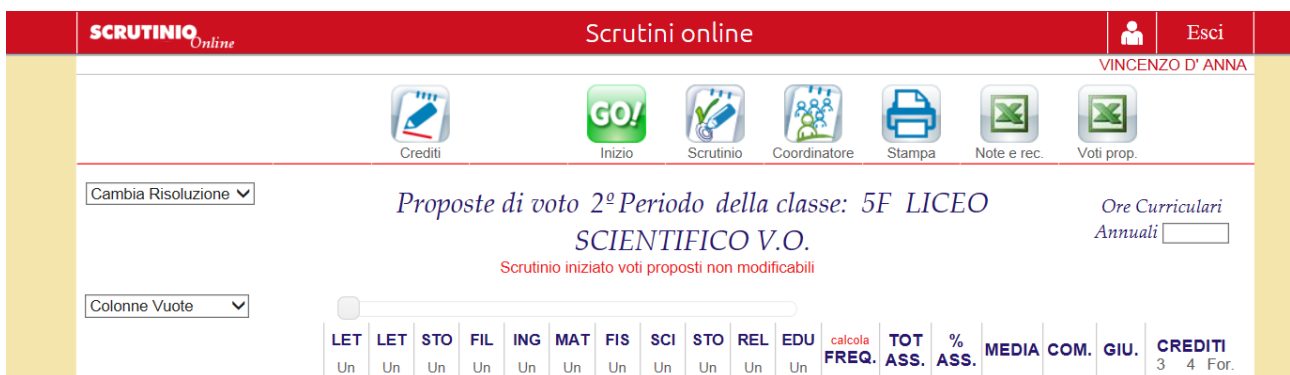 SCRUTINIO Online Scrutini online Esci
VINCENZO D' ANNA
GO!
Crediti Inizio Scrutinio Coordinatore Stampa Note e rec. Voti prop.
Cambia Risoluzione
Proposte di voto 2º Periodo della classe: 5F LICEO
SCIENTIFICO V.O.
Ore Curriculari
Annuali
Scrutinio iniziato voti proposti non modificabili
Colonne Vuote
LET LET STO FIL ING MAT FIS SCI STO REL EDU calcola FREQ. TOT ASS. % ASS. MEDIA COM. GIU. CREDITI
Un Un Un Un Un Un Un Un Un Un Un 3 4 For.